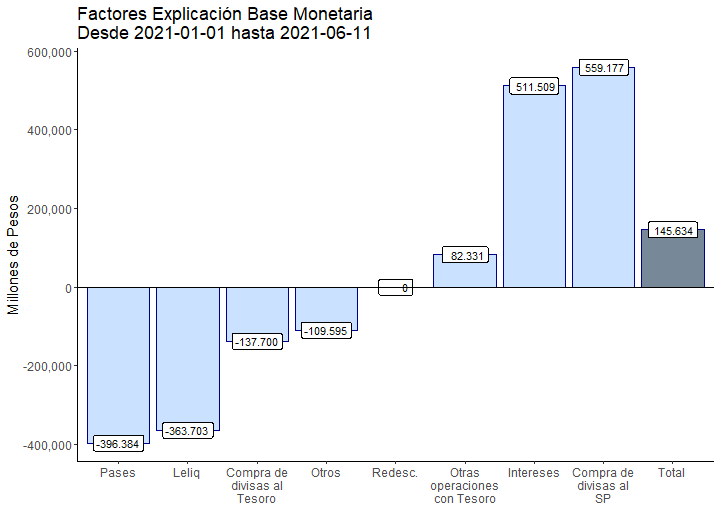 Factores Explicación Base Monetaria
Desde 2021-01-01 hasta 2021-06-11
Millones de Pesos
600,000
400,000
200,000
0
-200,000
-400,000
-396.384
-363.703
-137.700
-109.595
0
82.331
511.509
559.177
145.634
Pases
Leliq
Compra de
divisas al
Tesoro
Otros
Redesc.
Otras
operaciones
con Tesoro
Intereses
Compra de
divisas al
SP
Total